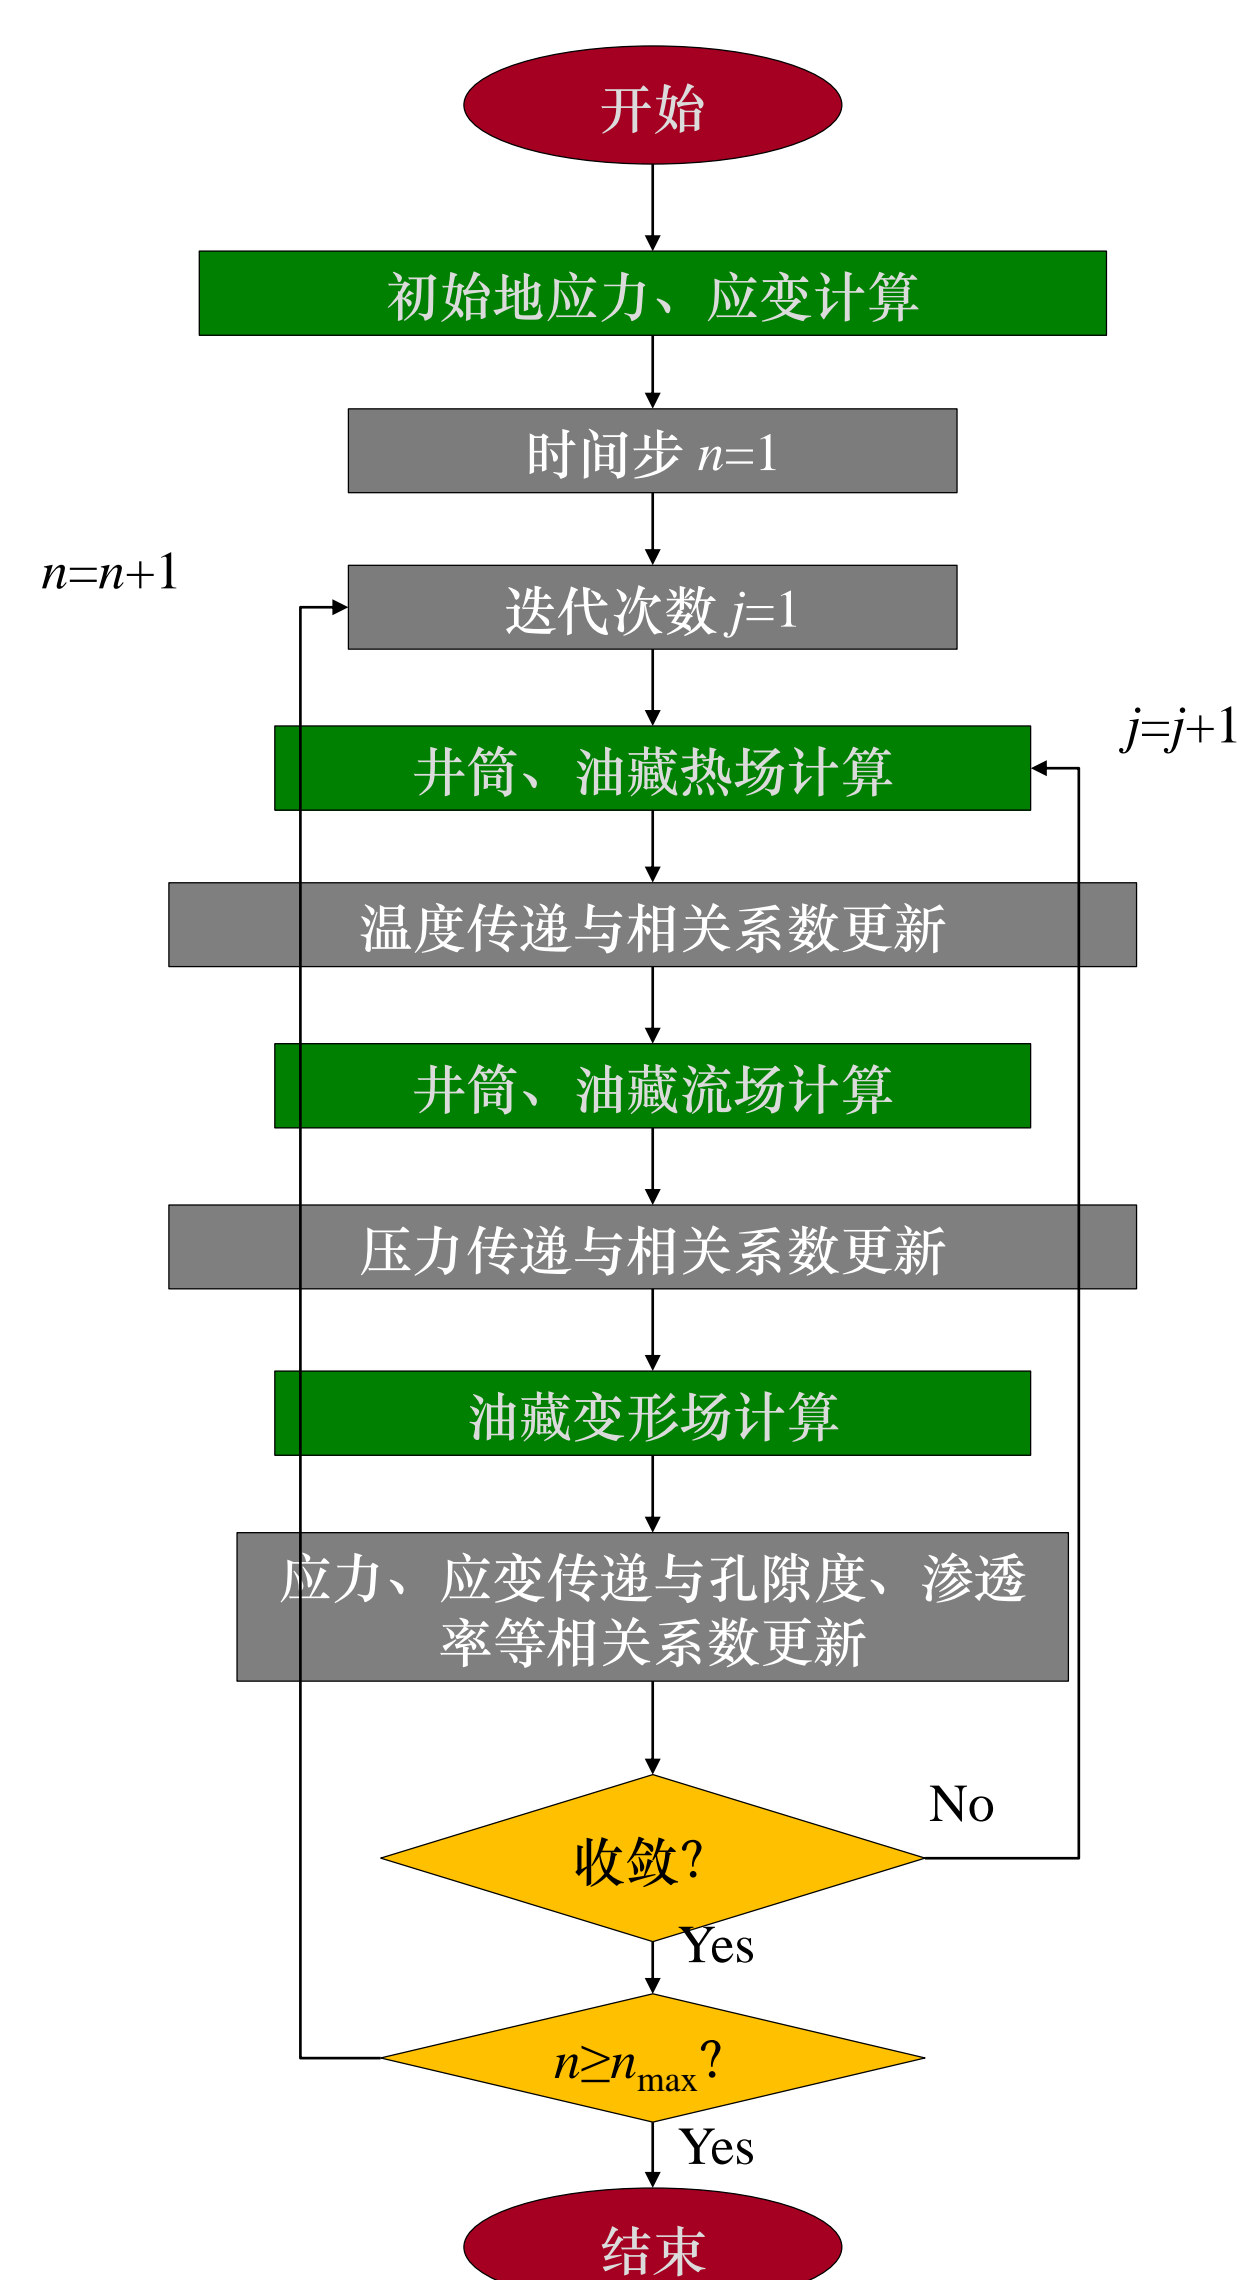 开始
初始地应力、应变计算
时间步 n=1
n=n+1
迭代次数 j=1
j=j+1
井筒、油藏热场计算
温度传递与相关系数更新
井筒、油藏流场计算
压力传递与相关系数更新
油藏变形场计算
应力、应变传递与孔隙度、渗透
率等相关系数更新
No
收敛？
Yes
n≥nmax？
Yes
结束